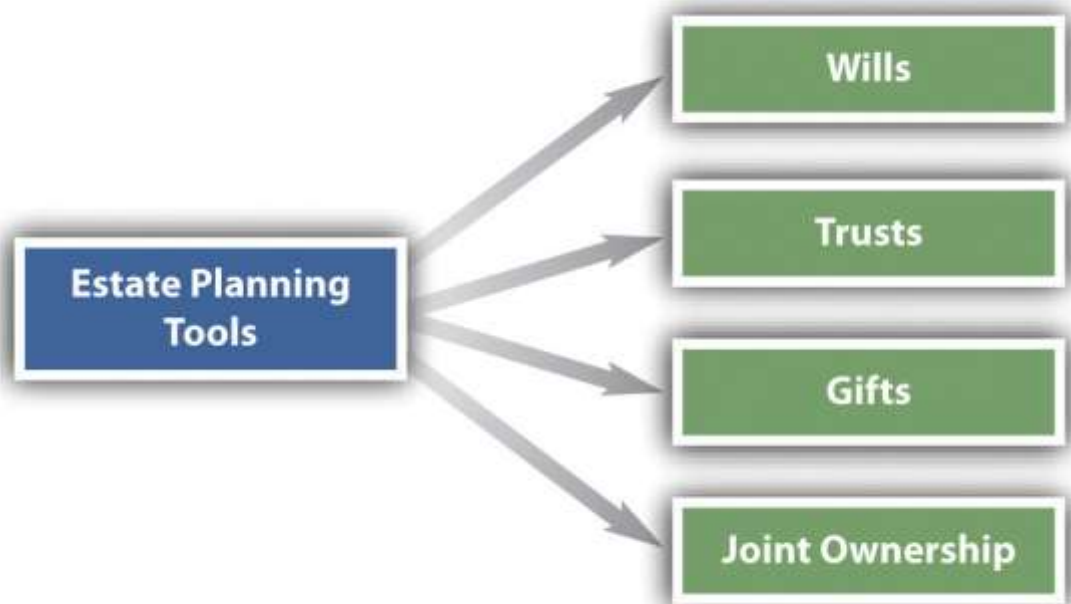 Estate Planning
Tools
Wills
Trusts
Gifts
Joint Ownership